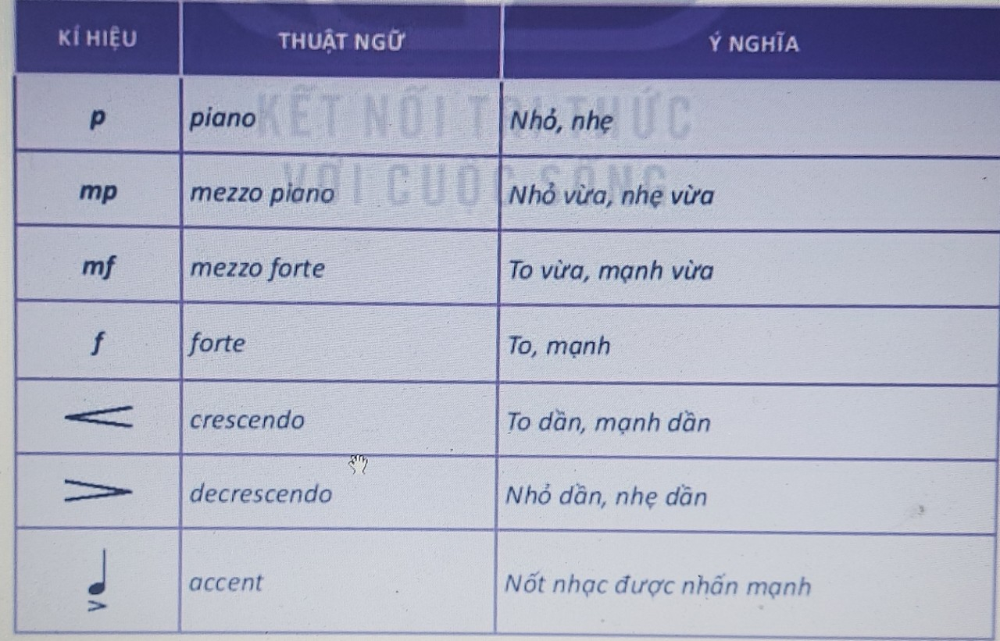 KÍ HIỆU THUẬT NGỮ Ý NGHĨA
KẾT NỐI TRI THỨC
VỚI CUỘC SỐNG
p piano Nhỏ, nhẹ
mp mezzo piano Nhỏ vừa, nhẹ vừa
mf mezzo forte To vừa, mạnh vừa
f forte To, mạnh
< crescendo To dần, mạnh dần
> decrescendo Nhỏ dần, nhẹ dần
♩ > accent Nốt nhạc được nhấn mạnh